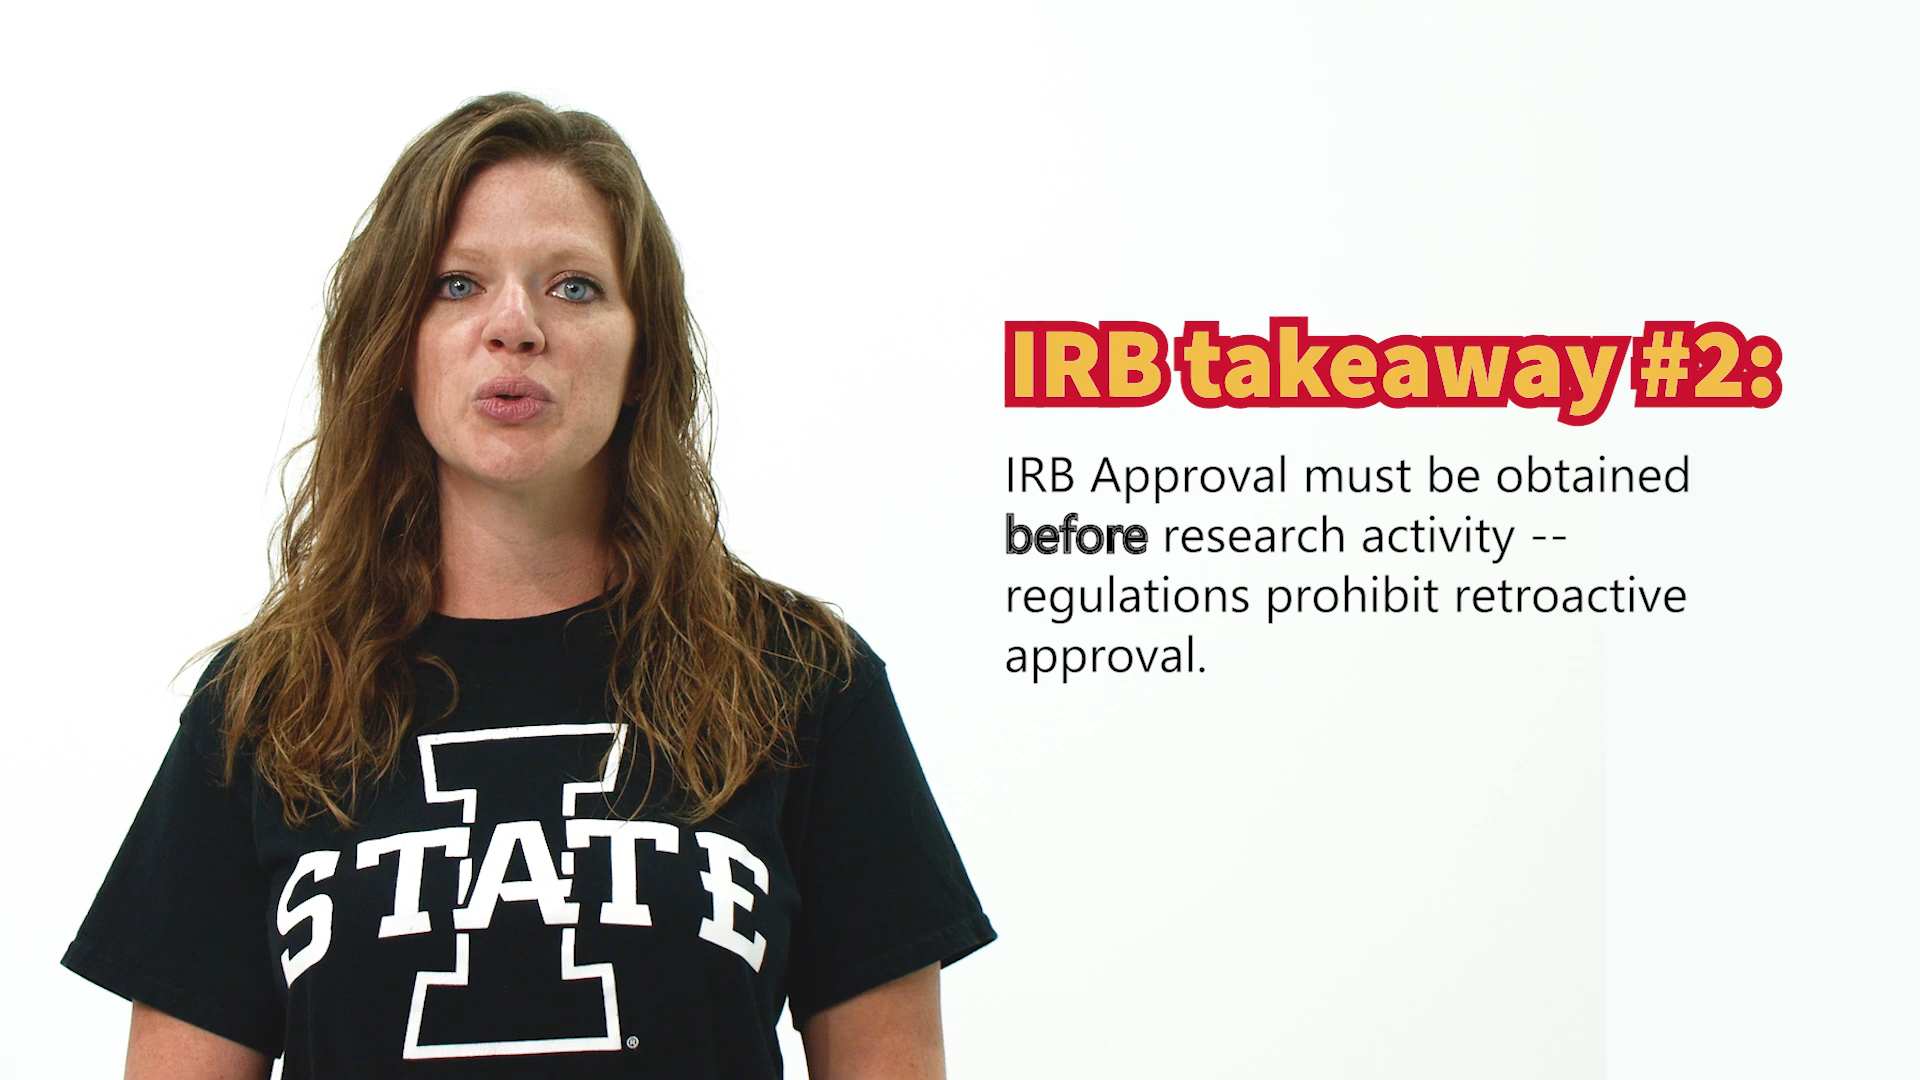 IRB takeaway #2:
IRB Approval must be obtained
before research activity --
regulations prohibit retroactive
approval.
I
STATE
®